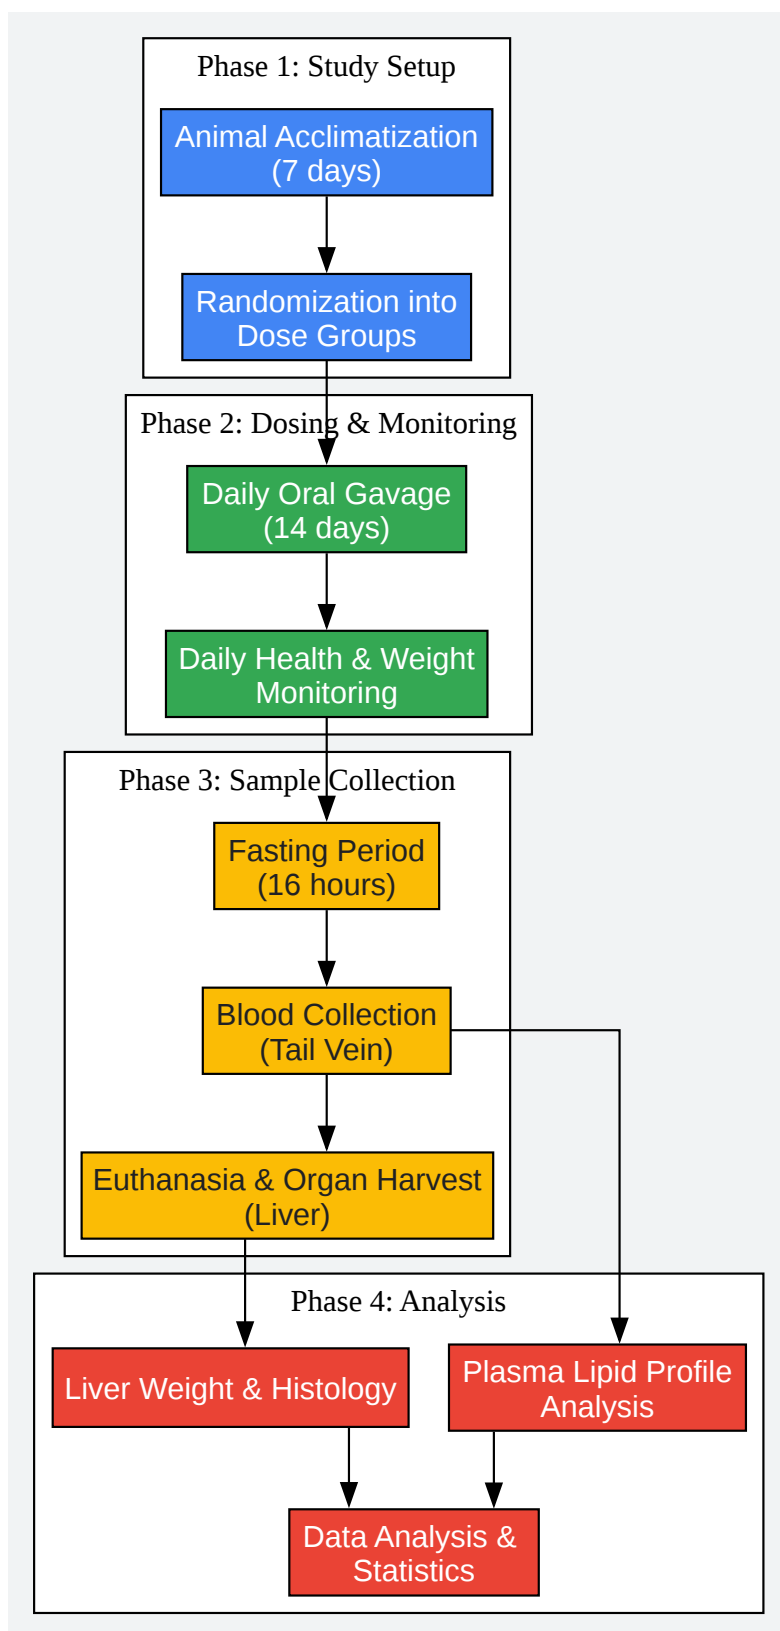 Phase 1: Study Setup
Animal Acclimatization
(7 days)
Randomization into
Dose Groups
Phase 2: Dosing & Monitoring
Daily Oral Gavage
(14 days)
Daily Health & Weight
Monitoring
Phase 3: Sample Collection
Fasting Period
(16 hours)
Blood Collection
(Tail Vein)
Euthanasia & Organ Harvest
(Liver)
Phase 4: Analysis
Liver Weight & Histology
Plasma Lipid Profile
Analysis
Data Analysis &
Statistics